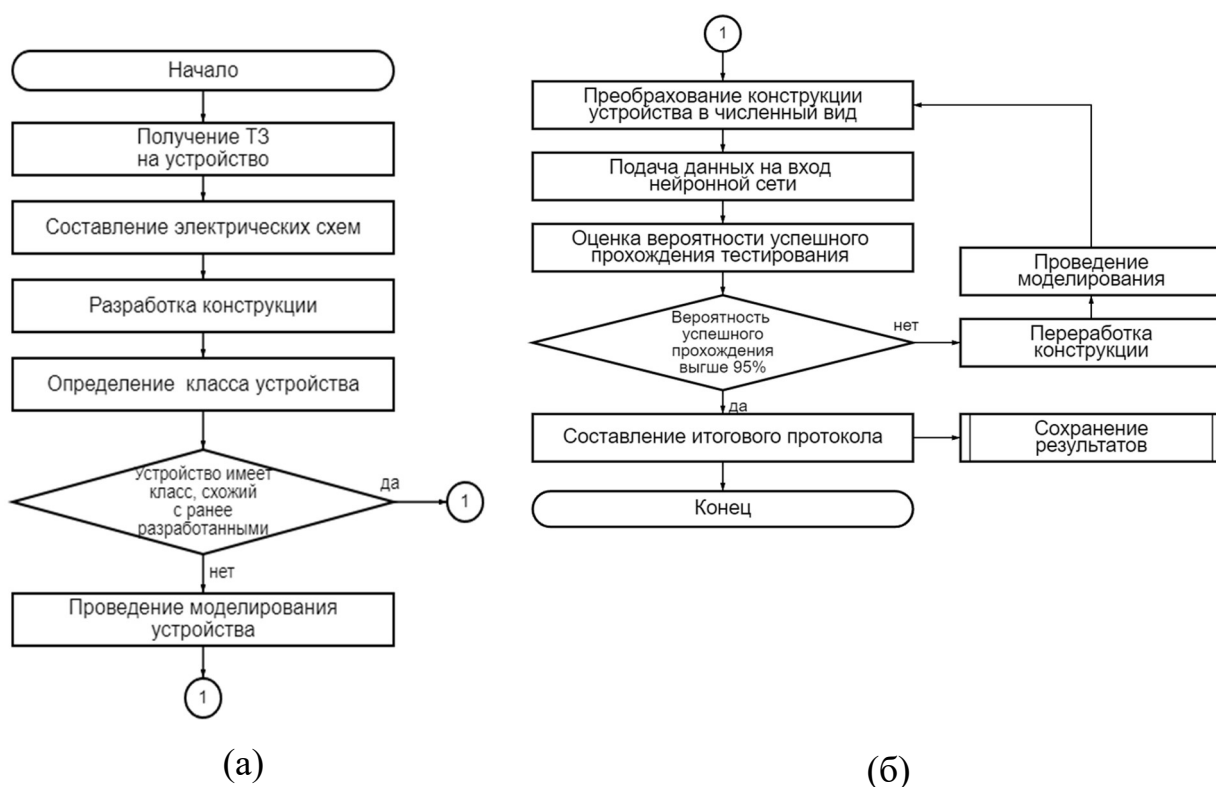 Начало
Получение ТЗ
на устройство
Составление электрических схем
Разработка конструкции
Определение класса устройства
Устройство имеет
класс, схожий
с ранее
разработанными
да
1
нет
Проведение моделирования
устройства
1
(а)
1
Преобрахование конструкции
устройства в численный вид
Подача данных на вход
нейронной сети
Оценка вероятности успешного
прохождения тестирования
Вероятность
успешного
прохождения
выгше 95%
нет
Проведение
моделирования
Переработка
конструкции
да
Составление итогового протокола
Сохранение
результатов
Конец
(б)